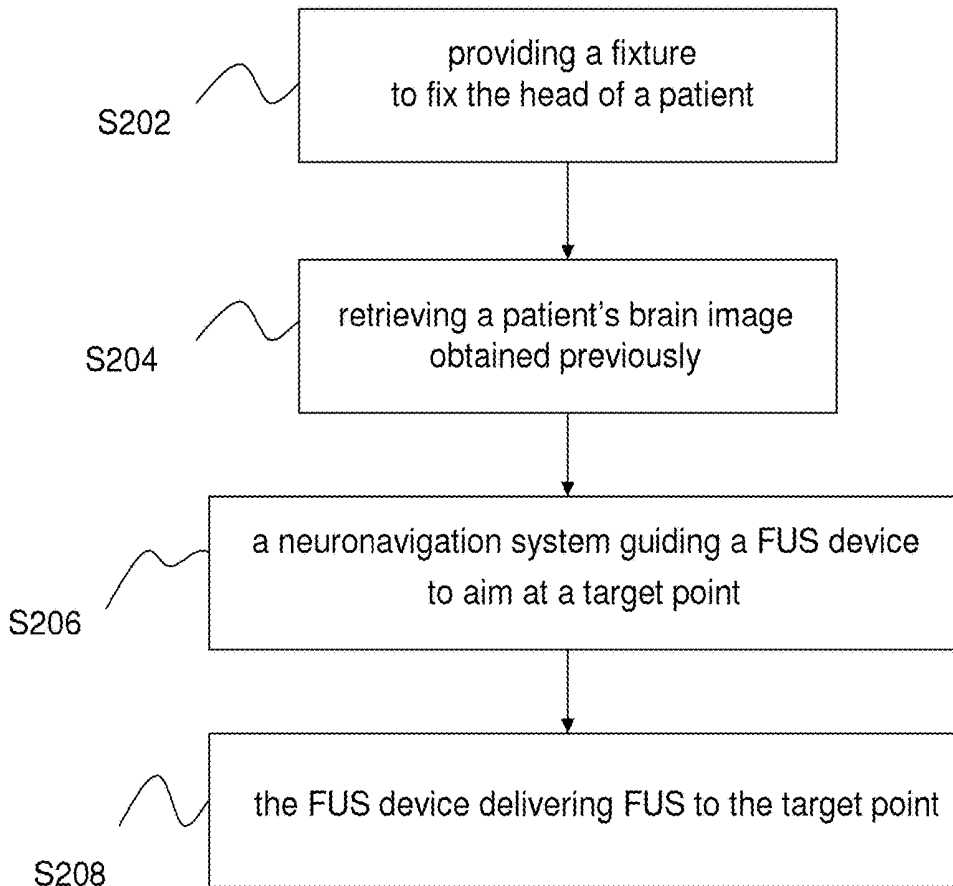 providing a fixture
to fix the head of a patient
S202
retrieving a patient's brain image
obtained previously
S204
a neuronavigation system guiding a FUS device
to aim at a target point
S206
the FUS device delivering FUS to the target point
S208